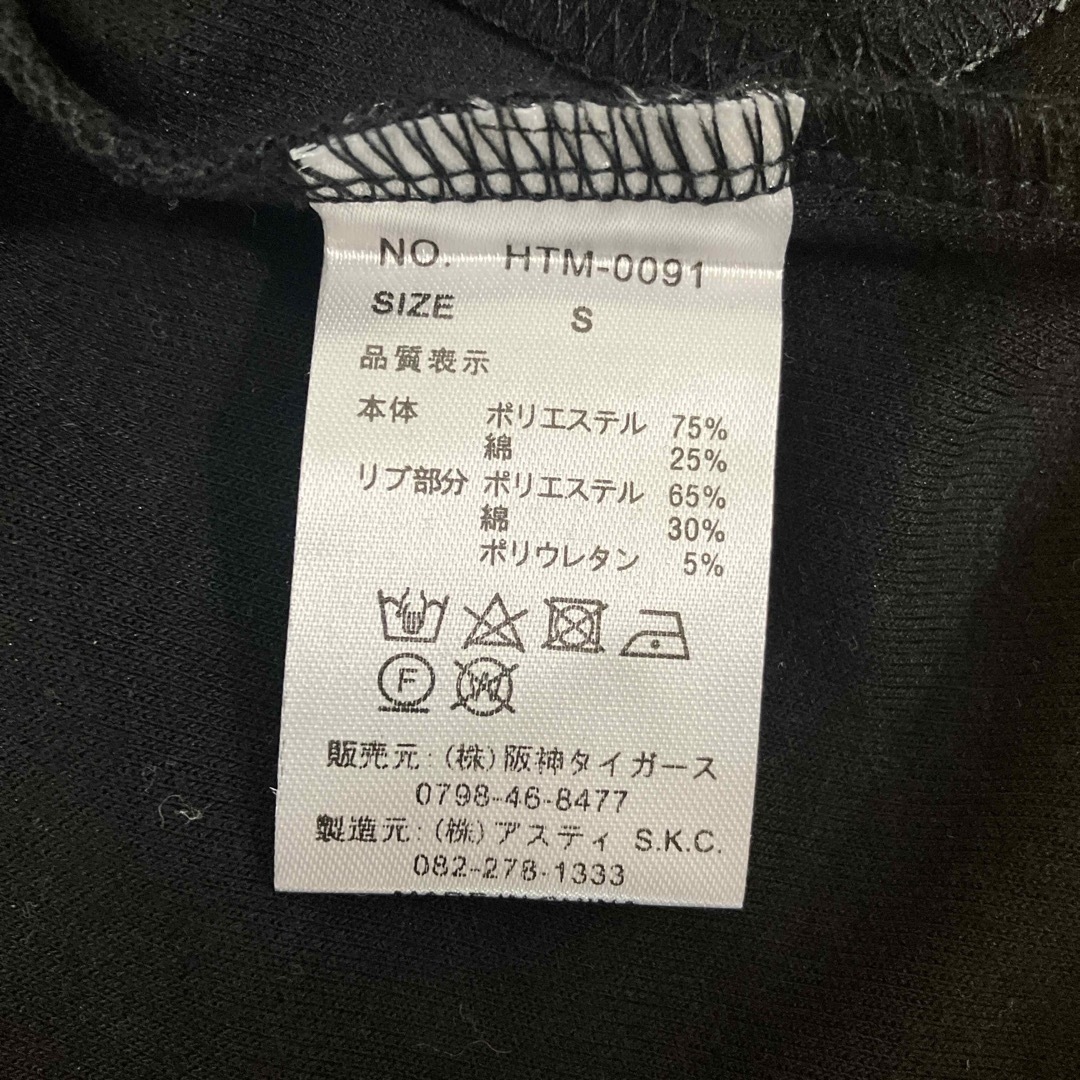 NO. HTM-0091
SIZE S
品質表示
本体 ポリエステル 75%
綿 25%
リブ部分 ポリエステル 65%
綿 30%
ポリウレタン 5%
F W
販売元:(株)阪神タイガース
0798-46-8477
製造元:(株)アスティ S.K.C.
082-278-1333